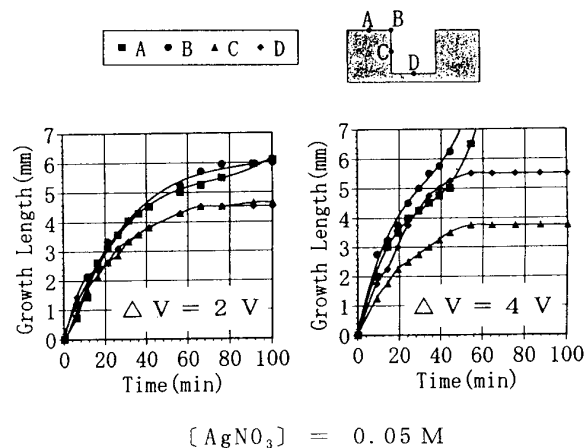 A B C D
A B
C
D
Growth Length(mm)
7
6
5
4
3
2
1
0
△ V = 2 V
0 20 40 60 80 100
Time(min)
Growth Length(mm)
7
6
5
4
3
2
1
0
△ V = 4 V
0 20 40 60 80 100
Time(min)
[AgNO₃] = 0.05 M